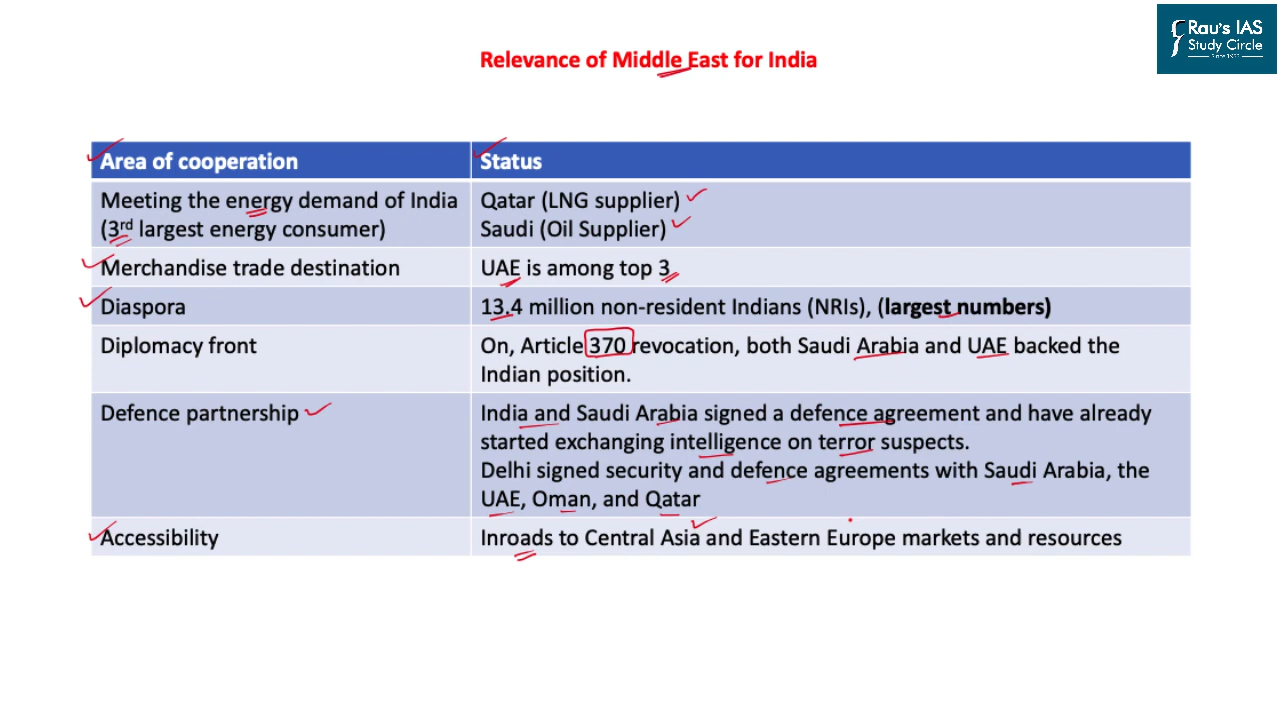 Rau's IAS
Study Circle
Relevance of Middle East for India
Area of cooperation
Status
Meeting the energy demand of India
(3rd largest energy consumer)
Qatar (LNG supplier)
Saudi (Oil Supplier)
Merchandise trade destination
UAE is among top 3
Diaspora
13.4 million non-resident Indians (NRIs), (largest numbers)
Diplomacy front
On, Article 370 revocation, both Saudi Arabia and UAE backed the
Indian position.
Defence partnership
India and Saudi Arabia signed a defence agreement and have already
started exchanging intelligence on terror suspects.
Delhi signed security and defence agreements with Saudi Arabia, the
UAE, Oman, and Qatar
Accessibility
Inroads to Central Asia and Eastern Europe markets and resources